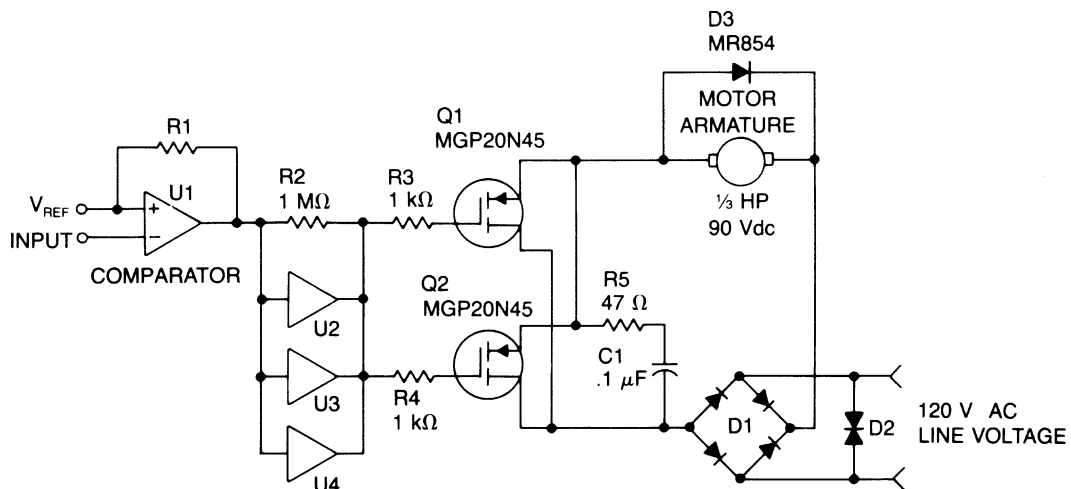 D3
MR854
MOTOR
ARMATURE
1/3 HP
90 Vdc
Q1
MGP20N45
R1
R2
1 MΩ
R3
1 kΩ
U1
V_REF
+
INPUT
−
COMPARATOR
U2
U3
U4
Q2
MGP20N45
R4
1 kΩ
R5
47 Ω
C1
.1 μF
D1
D2
120 V AC
LINE VOLTAGE